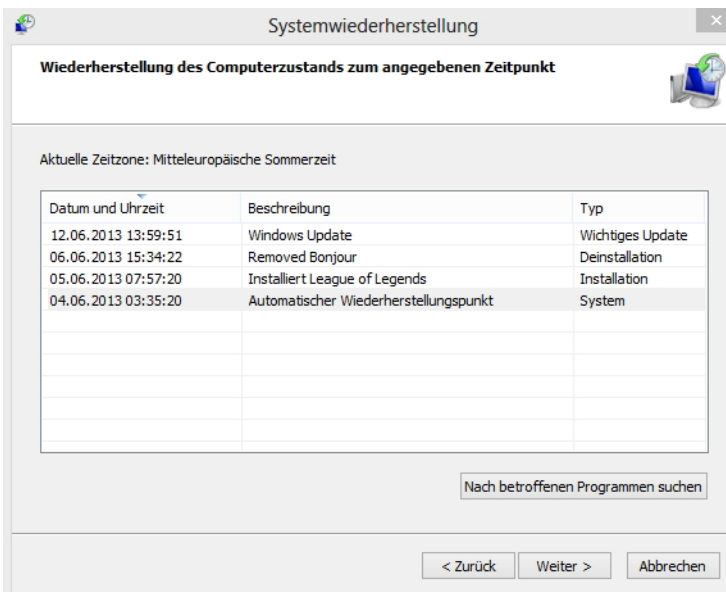 Systemwiederherstellung
Wiederherstellung des Computerzustands zum angegebenen Zeitpunkt
Aktuelle Zeitzone: Mitteleuropäische Sommerzeit
Datum und Uhrzeit Beschreibung Typ
12.06.2013 13:59:51 Windows Update Wichtiges Update
06.06.2013 15:34:22 Removed Bonjour Deinstallation
05.06.2013 07:57:20 Installiert League of Legends Installation
04.06.2013 03:35:20 Automatischer Wiederherstellungspunkt System
Nach betroffenen Programmen suchen
< Zurück Weiter > Abbrechen